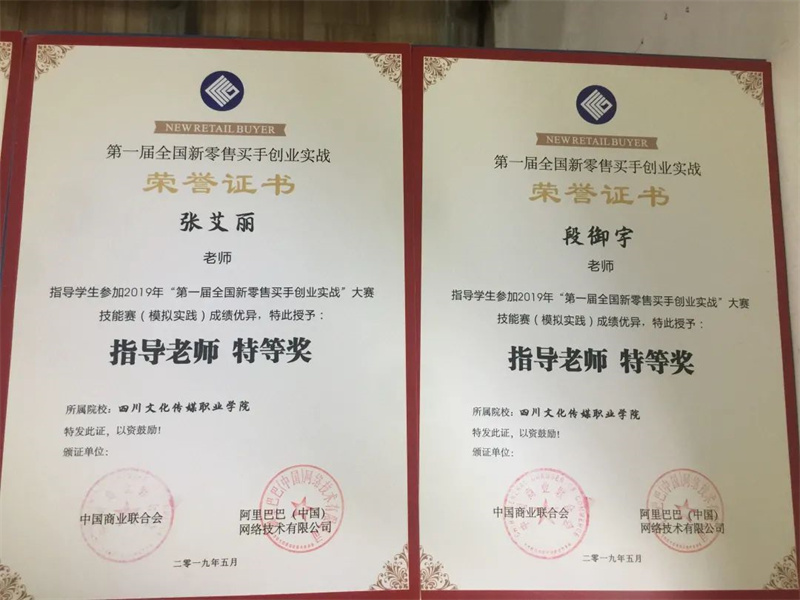 NEW RETAIL BUYER
第一届全国新零售买手创业实战
荣誉证书
张艾丽
老师
指导学生参加2019年“第一届全国新零售买手创业实战”大赛
技能赛（模拟实践）成绩优异，特此授予：
指导老师 特等奖
所属院校：四川文化传媒职业学院
特发此证，以资鼓励！
颁证单位：
中国商业联合会
阿里巴巴（中国）
网络技术有限公司
二零一九年五月
NEW RETAIL BUYER
第一届全国新零售买手创业实战
荣誉证书
段御宇
老师
指导学生参加2019年“第一届全国新零售买手创业实战”大赛
技能赛（模拟实践）成绩优异，特此授予：
指导老师 特等奖
所属院校：四川文化传媒职业学院
特发此证，以资鼓励！
颁证单位：
中国商业联合会
阿里巴巴（中国）
网络技术有限公司
二零一九年五月